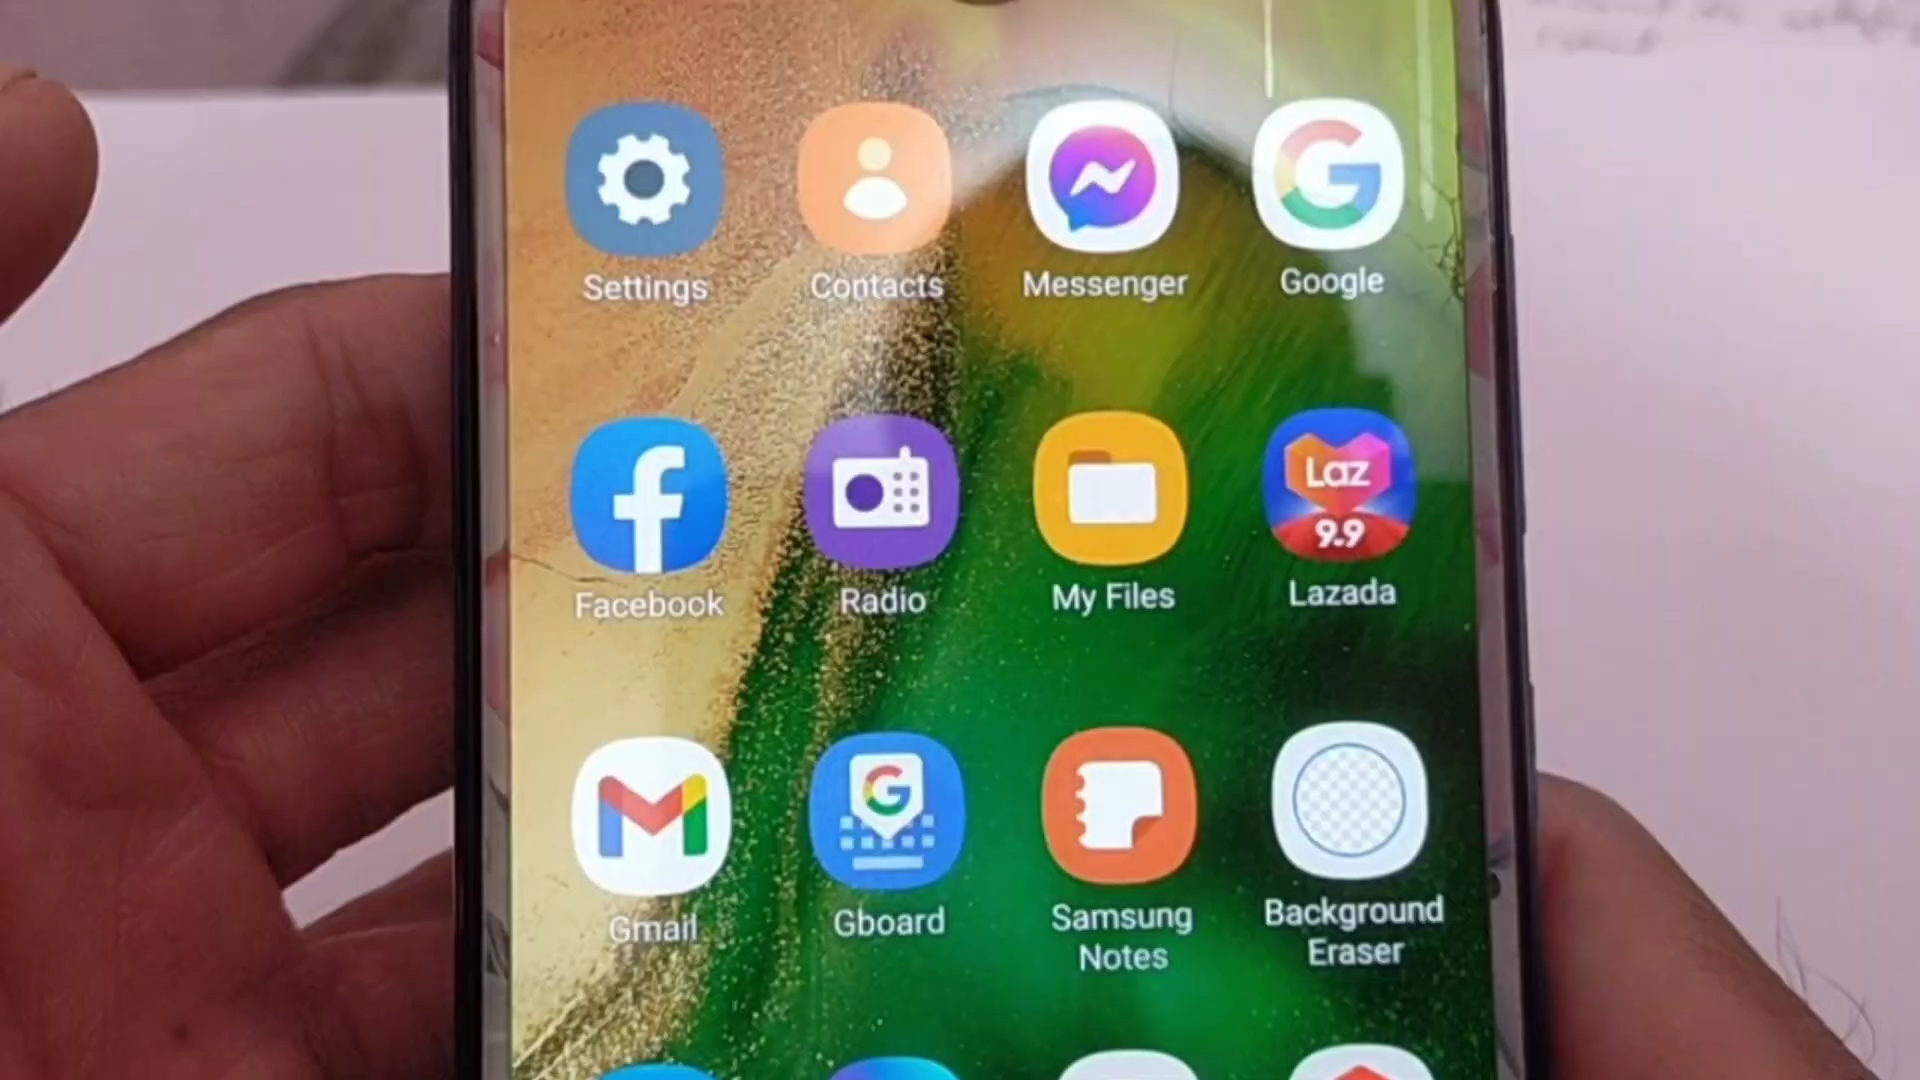 Settings
Contacts
Messenger
Google
Laz
9.9
Facebook
Radio
My Files
Lazada
Gmail
Gboard
Samsung
Notes
Background
Eraser